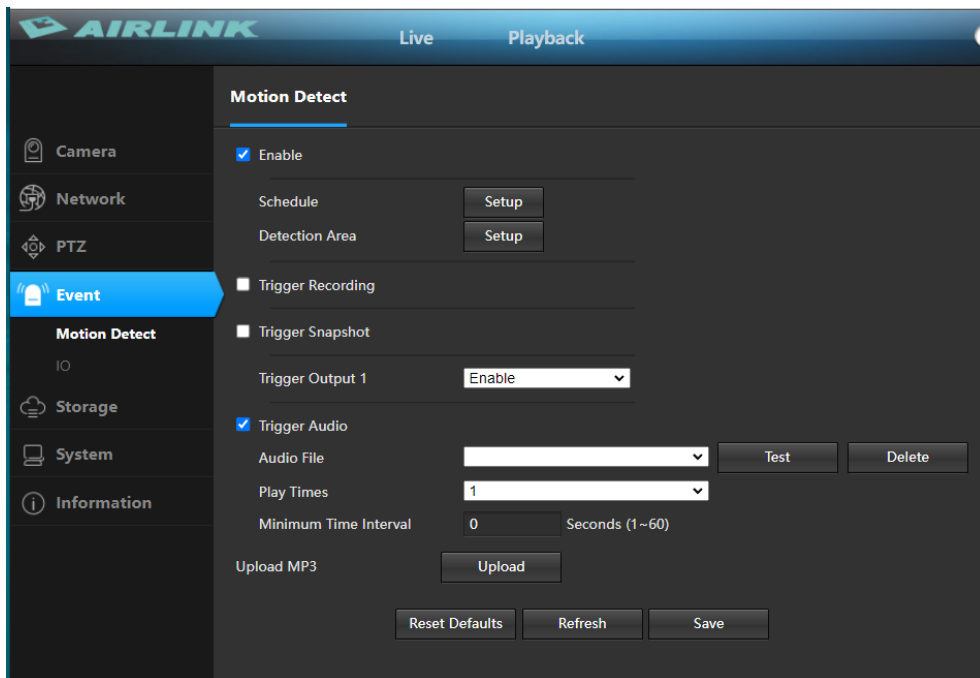 AIRLINK
Live Playback
Motion Detect
Camera
Network
PTZ
Event
Motion Detect
IO
Storage
System
Information
Enable
Schedule Setup
Detection Area Setup
Trigger Recording
Trigger Snapshot
Trigger Output 1 Enable
Trigger Audio
Audio File Test Delete
Play Times 1
Minimum Time Interval 0 Seconds (1~60)
Upload MP3 Upload
Reset Defaults Refresh Save